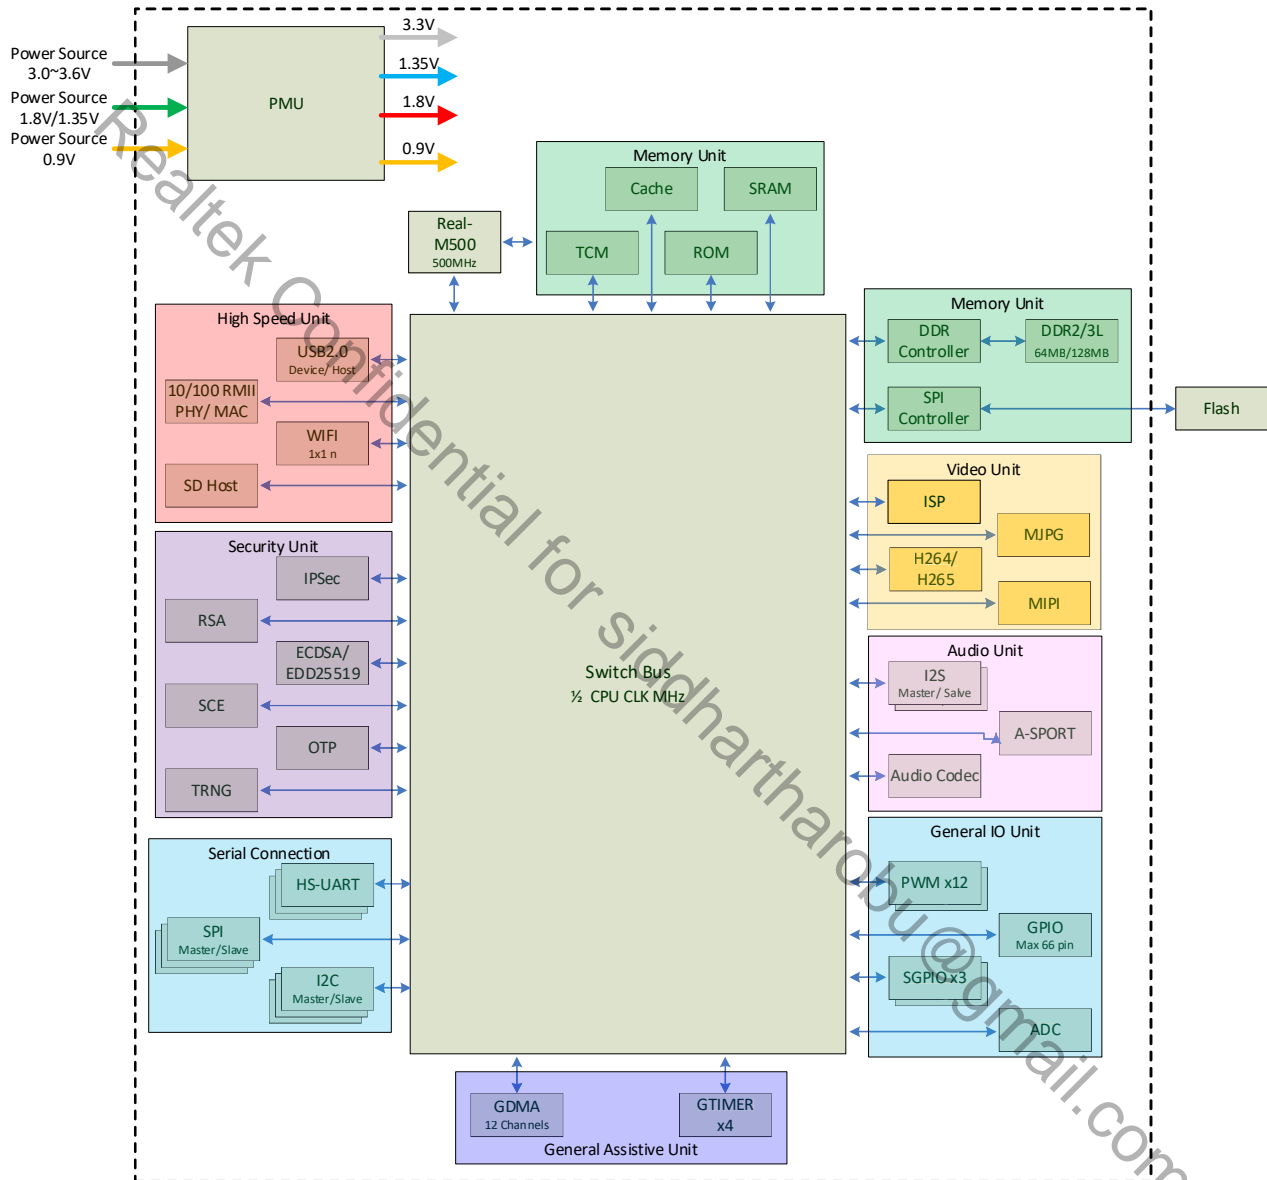 Power Source
3.0~3.6V
Power Source
1.8V/1.35V
Power Source
0.9V
PMU
3.3V
1.35V
1.8V
0.9V
Memory Unit
Cache
SRAM
TCM
ROM
Real-
M500
500MHz
High Speed Unit
USB2.0
Device/ Host
10/100 RMII
PHY/ MAC
WIFI
1x1 n
SD Host
Security Unit
IPSec
RSA
ECDSA/
EDD25519
SCE
OTP
TRNG
Serial Connection
HS-UART
SPI
Master/Slave
I2C
Master/Slave
Switch Bus
½ CPU CLK MHz
Memory Unit
DDR
Controller
DDR2/3L
64MB/128MB
SPI
Controller
Flash
Video Unit
ISP
MJPG
H264/
H265
MIPI
Audio Unit
I2S
Master/ Salve
A-SPORT
Audio Codec
General IO Unit
PWM x12
GPIO
Max 66 pin
SGPIO x3
ADC
GDMA
12 Channels
GTIMER
x4
General Assistive Unit
Realtek Confidential for siddhartharobu@gmail.com